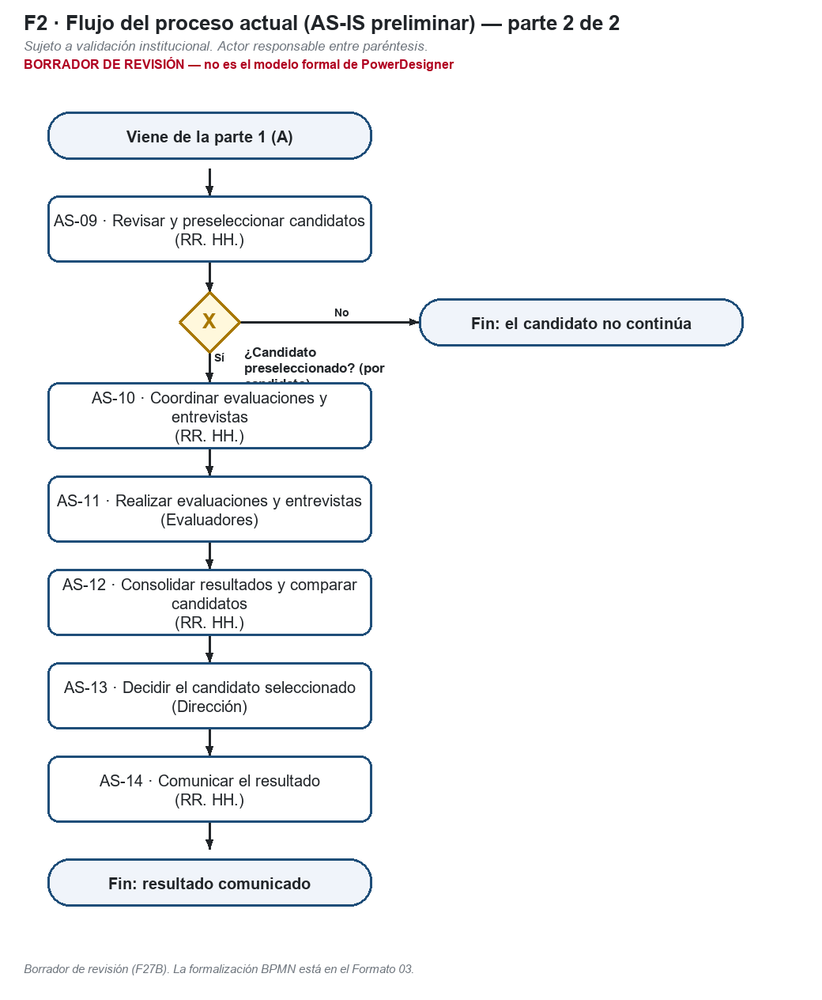 F2 · Flujo del proceso actual (AS-IS preliminar) — parte 2 de 2
Sujeto a validación institucional. Actor responsable entre paréntesis.
BORRADOR DE REVISIÓN — no es el modelo formal de PowerDesigner
Viene de la parte 1 (A)
AS-09 · Revisar y preseleccionar candidatos
(RR. HH.)
X
No
Fin: el candidato no continúa
Sí
¿Candidato
preseleccionado? (por
AS-10 · Coordinar evaluaciones y
entrevistas
(RR. HH.)
AS-11 · Realizar evaluaciones y entrevistas
(Evaluadores)
AS-12 · Consolidar resultados y comparar
candidatos
(RR. HH.)
AS-13 · Decidir el candidato seleccionado
(Dirección)
AS-14 · Comunicar el resultado
(RR. HH.)
Fin: resultado comunicado
Borrador de revisión (F27B). La formalización BPMN está en el Formato 03.